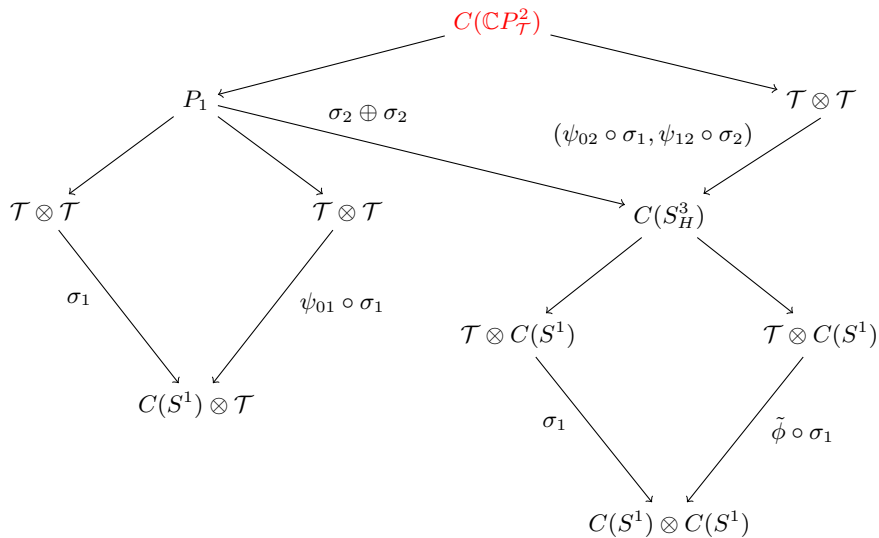 C(ℂP²_𝒯)
P₁
𝒯 ⊗ 𝒯
σ₂ ⊕ σ₂
(ψ₀₂ ∘ σ₁, ψ₁₂ ∘ σ₂)
𝒯 ⊗ 𝒯 𝒯 ⊗ 𝒯 C(S³_H)
σ₁ ψ₀₁ ∘ σ₁
𝒯 ⊗ C(S¹) 𝒯 ⊗ C(S¹)
C(S¹) ⊗ 𝒯
σ₁ ϕ̃ ∘ σ₁
C(S¹) ⊗ C(S¹)